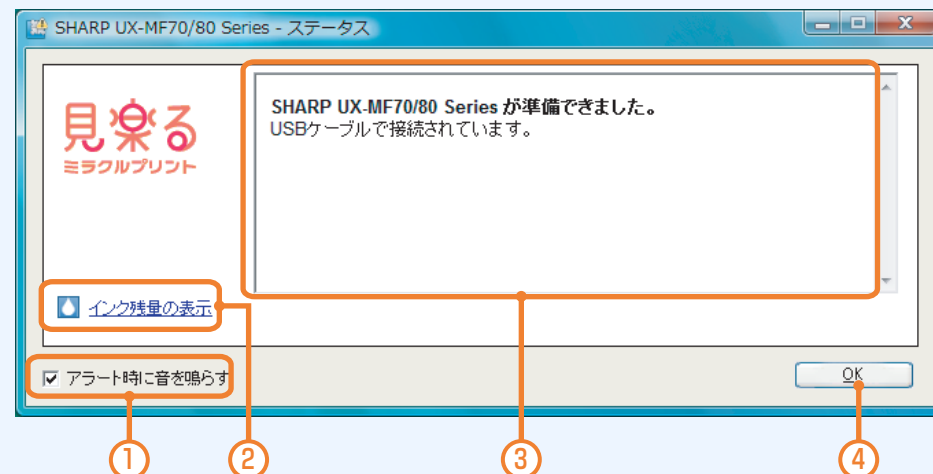 SHARP UX-MF70/80 Series - ステータス
見楽る
ミラクルプリント
SHARP UX-MF70/80 Series が準備できました。
USBケーブルで接続されています。
インク残量の表示
アラート時に音を鳴らす
OK
① ② ③ ④